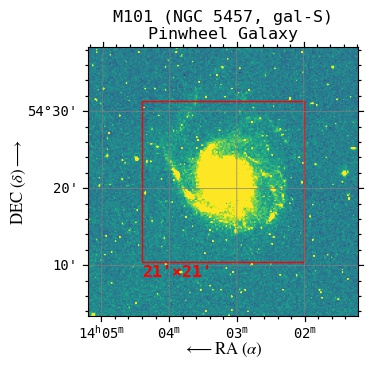 M101 (NGC 5457, gal-S)
Pinwheel Galaxy
54°30'
20'
10'
DEC (δ) ⟶
21'×21'
14ʰ05ᵐ 04ᵐ 03ᵐ 02ᵐ
⟵ RA (α)